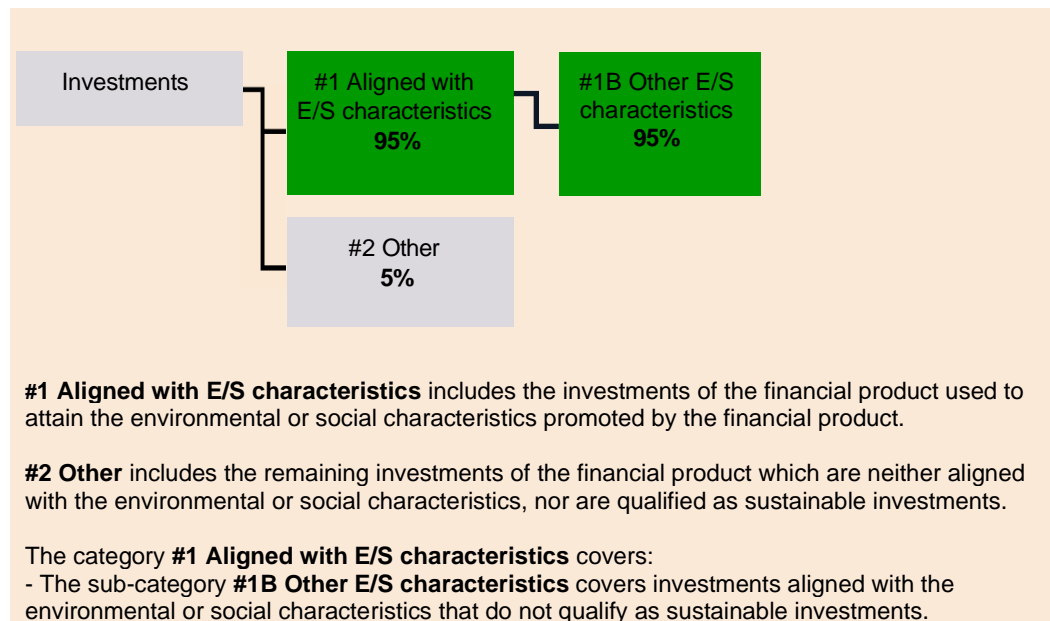 Investments
#1 Aligned with
E/S characteristics
95%
#1B Other E/S
characteristics
95%
#2 Other
5%
#1 Aligned with E/S characteristics includes the investments of the financial product used to
attain the environmental or social characteristics promoted by the financial product.
#2 Other includes the remaining investments of the financial product which are neither aligned
with the environmental or social characteristics, nor are qualified as sustainable investments.
The category #1 Aligned with E/S characteristics covers:
- The sub-category #1B Other E/S characteristics covers investments aligned with the
environmental or social characteristics that do not qualify as sustainable investments.